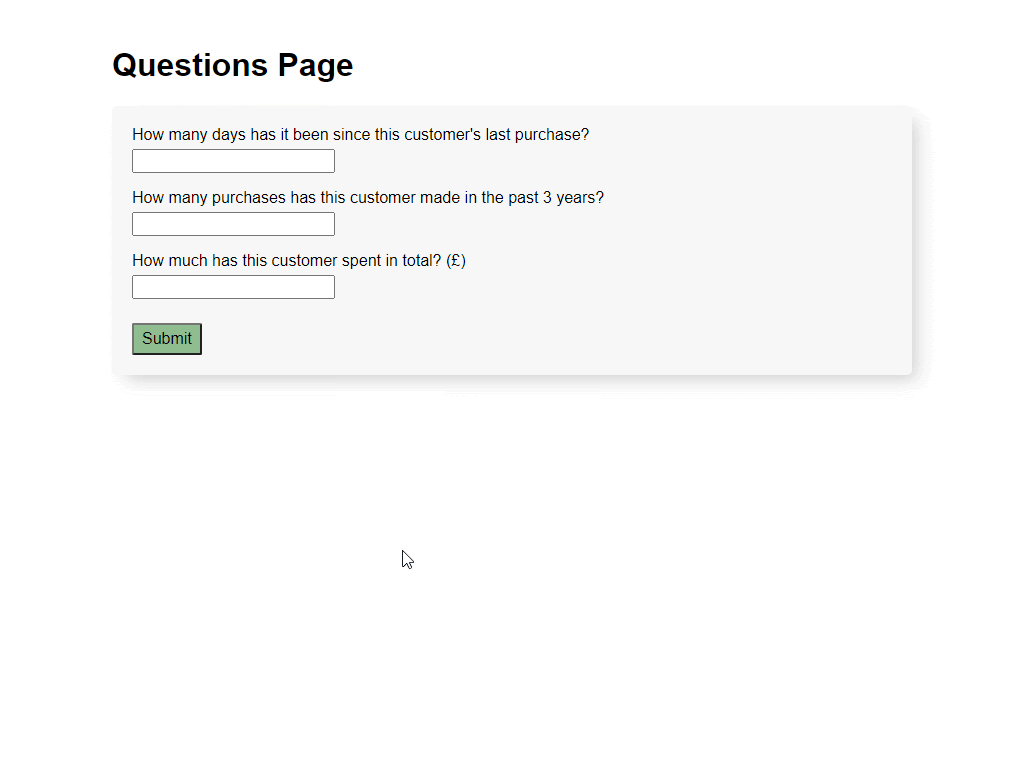 Questions Page
How many days has it been since this customer's last purchase?
How many purchases has this customer made in the past 3 years?
How much has this customer spent in total? (£)
Submit